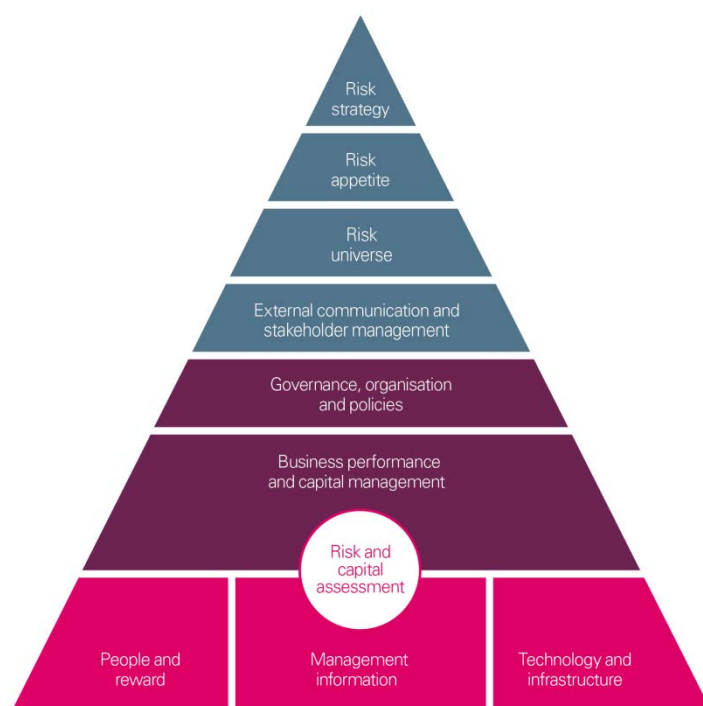 Risk
strategy
Risk
appetite
Risk
universe
External communication and
stakeholder management
Governance, organisation
and policies
Business performance
and capital management
Risk and
capital
assessment
People and
reward
Management
information
Technology and
infrastructure